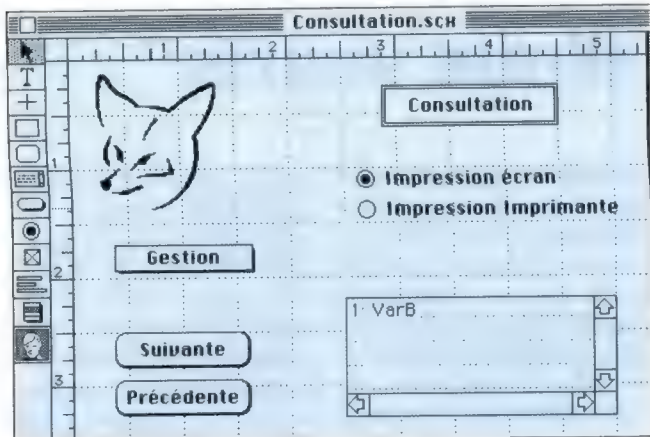 Consultation.scx
1 2 3 4 5
T
Consultation
1
Impression écran
Impression Imprimante
Gestion
2
1: VarB
Suivante
3
Précédente